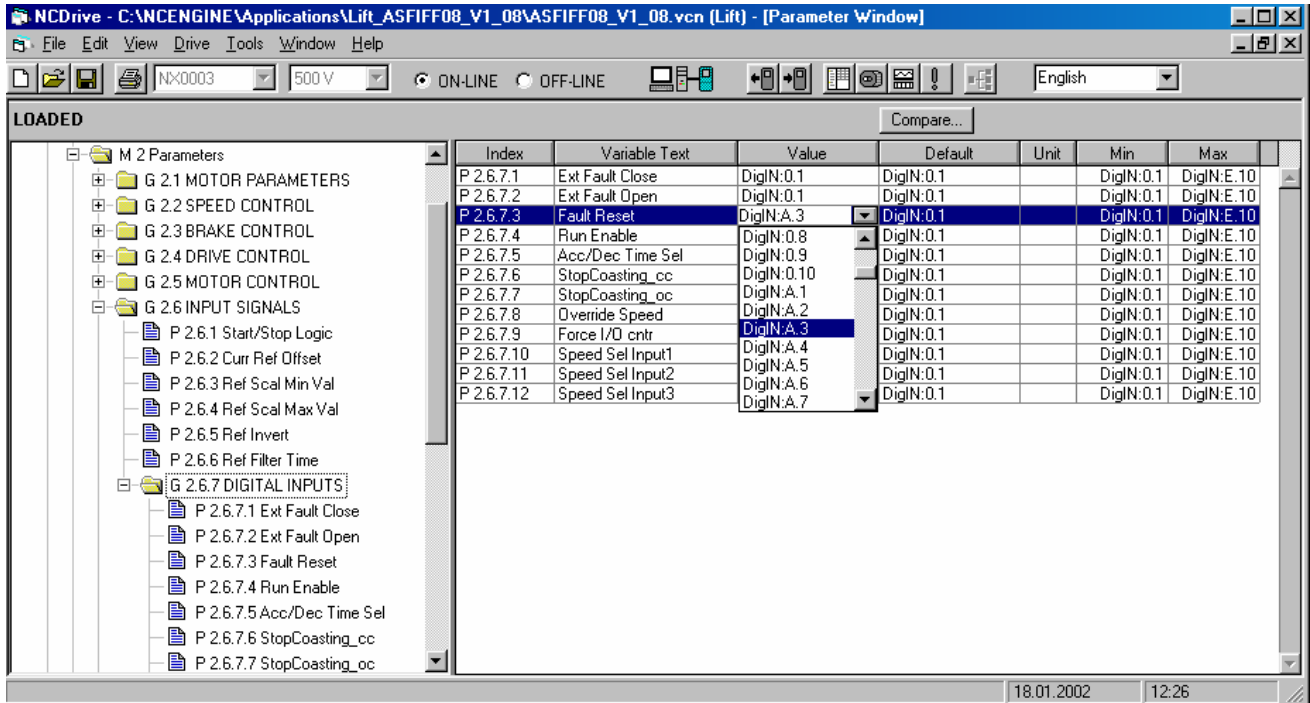 NCDrive - C:\NCENGINE\Applications\Lift_ASFIFF08_V1_08\ASFIFF08_V1_08.vcn (Lift) - [Parameter Window]
File Edit View Drive Tools Window Help
NX0003 500 V ON-LINE OFF-LINE English
LOADED Compare...
M 2 Parameters
G 2.1 MOTOR PARAMETERS
G 2.2 SPEED CONTROL
G 2.3 BRAKE CONTROL
G 2.4 DRIVE CONTROL
G 2.5 MOTOR CONTROL
G 2.6 INPUT SIGNALS
P 2.6.1 Start/Stop Logic
P 2.6.2 Curr Ref Offset
P 2.6.3 Ref Scal Min Val
P 2.6.4 Ref Scal Max Val
P 2.6.5 Ref Invert
P 2.6.6 Ref Filter Time
G 2.6.7 DIGITAL INPUTS
P 2.6.7.1 Ext Fault Close
P 2.6.7.2 Ext Fault Open
P 2.6.7.3 Fault Reset
P 2.6.7.4 Run Enable
P 2.6.7.5 Acc/Dec Time Sel
P 2.6.7.6 StopCoasting_cc
P 2.6.7.7 StopCoasting_oc
Index Variable Text Value Default Unit Min Max
P 2.6.7.1 Ext Fault Close DigIN:0.1 DigIN:0.1 DigIN:0.1 DigIN:E.10
P 2.6.7.2 Ext Fault Open DigIN:0.1 DigIN:0.1 DigIN:0.1 DigIN:E.10
P 2.6.7.3 Fault Reset DigIN:A.3 DigIN:0.1 DigIN:0.1 DigIN:E.10
P 2.6.7.4 Run Enable DigIN:0.1 DigIN:0.1 DigIN:E.10
P 2.6.7.5 Acc/Dec Time Sel DigIN:0.1 DigIN:0.1 DigIN:E.10
P 2.6.7.6 StopCoasting_cc DigIN:0.1 DigIN:0.1 DigIN:E.10
P 2.6.7.7 StopCoasting_oc DigIN:0.1 DigIN:0.1 DigIN:E.10
P 2.6.7.8 Override Speed DigIN:0.1 DigIN:0.1 DigIN:E.10
P 2.6.7.9 Force I/O cntr DigIN:0.1 DigIN:0.1 DigIN:E.10
P 2.6.7.10 Speed Sel Input1 DigIN:0.1 DigIN:0.1 DigIN:E.10
P 2.6.7.11 Speed Sel Input2 DigIN:0.1 DigIN:0.1 DigIN:E.10
P 2.6.7.12 Speed Sel Input3 DigIN:0.1 DigIN:0.1 DigIN:E.10
DigIN:0.8
DigIN:0.9
DigIN:0.10
DigIN:A.1
DigIN:A.2
DigIN:A.3
DigIN:A.4
DigIN:A.5
DigIN:A.6
DigIN:A.7
18.01.2002 12:26